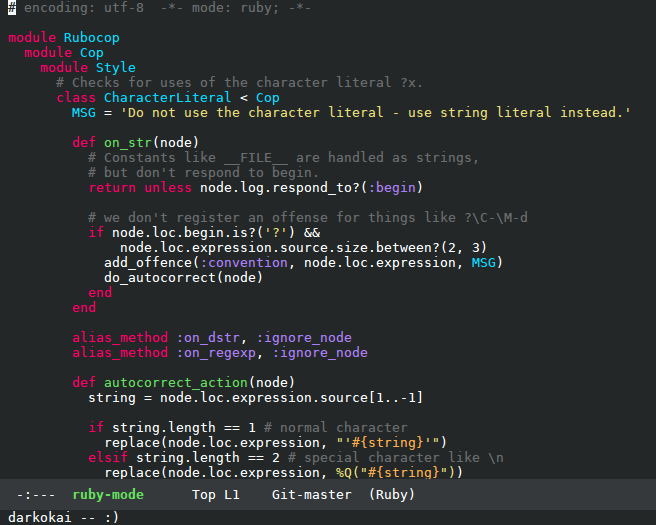 # encoding: utf-8  -*- mode: ruby; -*-
module Rubocop
  module Cop
    module Style
      # Checks for uses of the character literal ?x.
      class CharacterLiteral < Cop
        MSG = 'Do not use the character literal - use string literal instead.'
        def on_str(node)
          # Constants like __FILE__ are handled as strings,
          # but don't respond to begin.
          return unless node.log.respond_to?(:begin)
          # we don't register an offense for things like ?\C-\M-d
          if node.loc.begin.is?('?') &&
              node.loc.expression.source.size.between?(2, 3)
            add_offence(:convention, node.loc.expression, MSG)
            do_autocorrect(node)
          end
        end
        alias_method :on_dstr, :ignore_node
        alias_method :on_regexp, :ignore_node
        def autocorrect_action(node)
          string = node.loc.expression.source[1..-1]
          if string.length == 1 # normal character
            replace(node.loc.expression, "'#{string}'")
          elsif string.length == 2 # special character like \n
            replace(node.loc.expression, %Q("#{string}"))
 -:---  ruby-mode      Top L1    Git-master  (Ruby)
darkokai -- :)